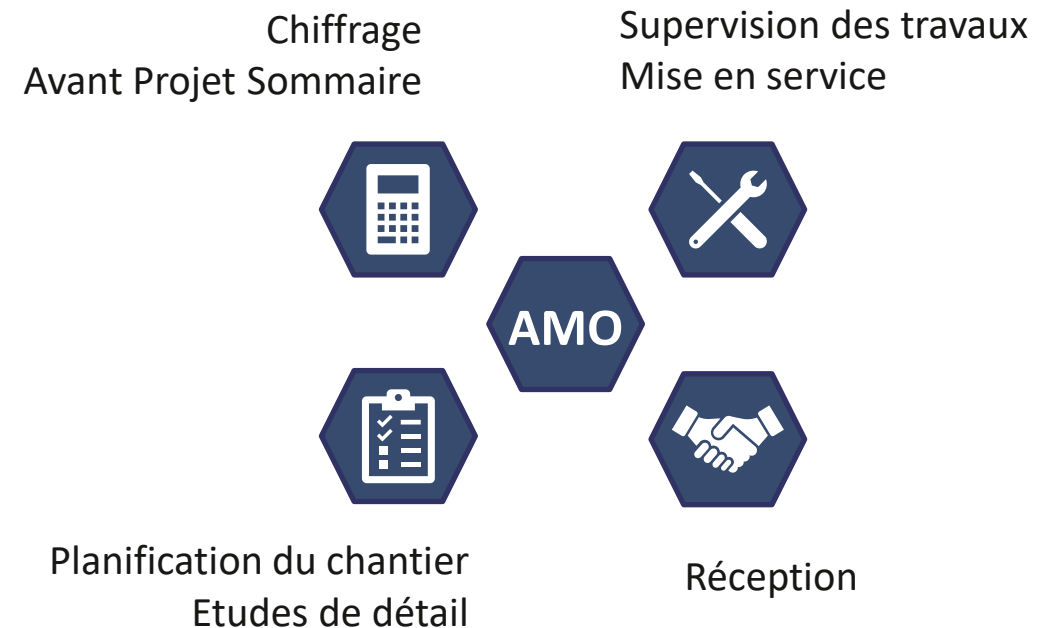 Chiffrage
Avant Projet Sommaire
Supervision des travaux
Mise en service
AMO
Planification du chantier
Etudes de détail
Réception